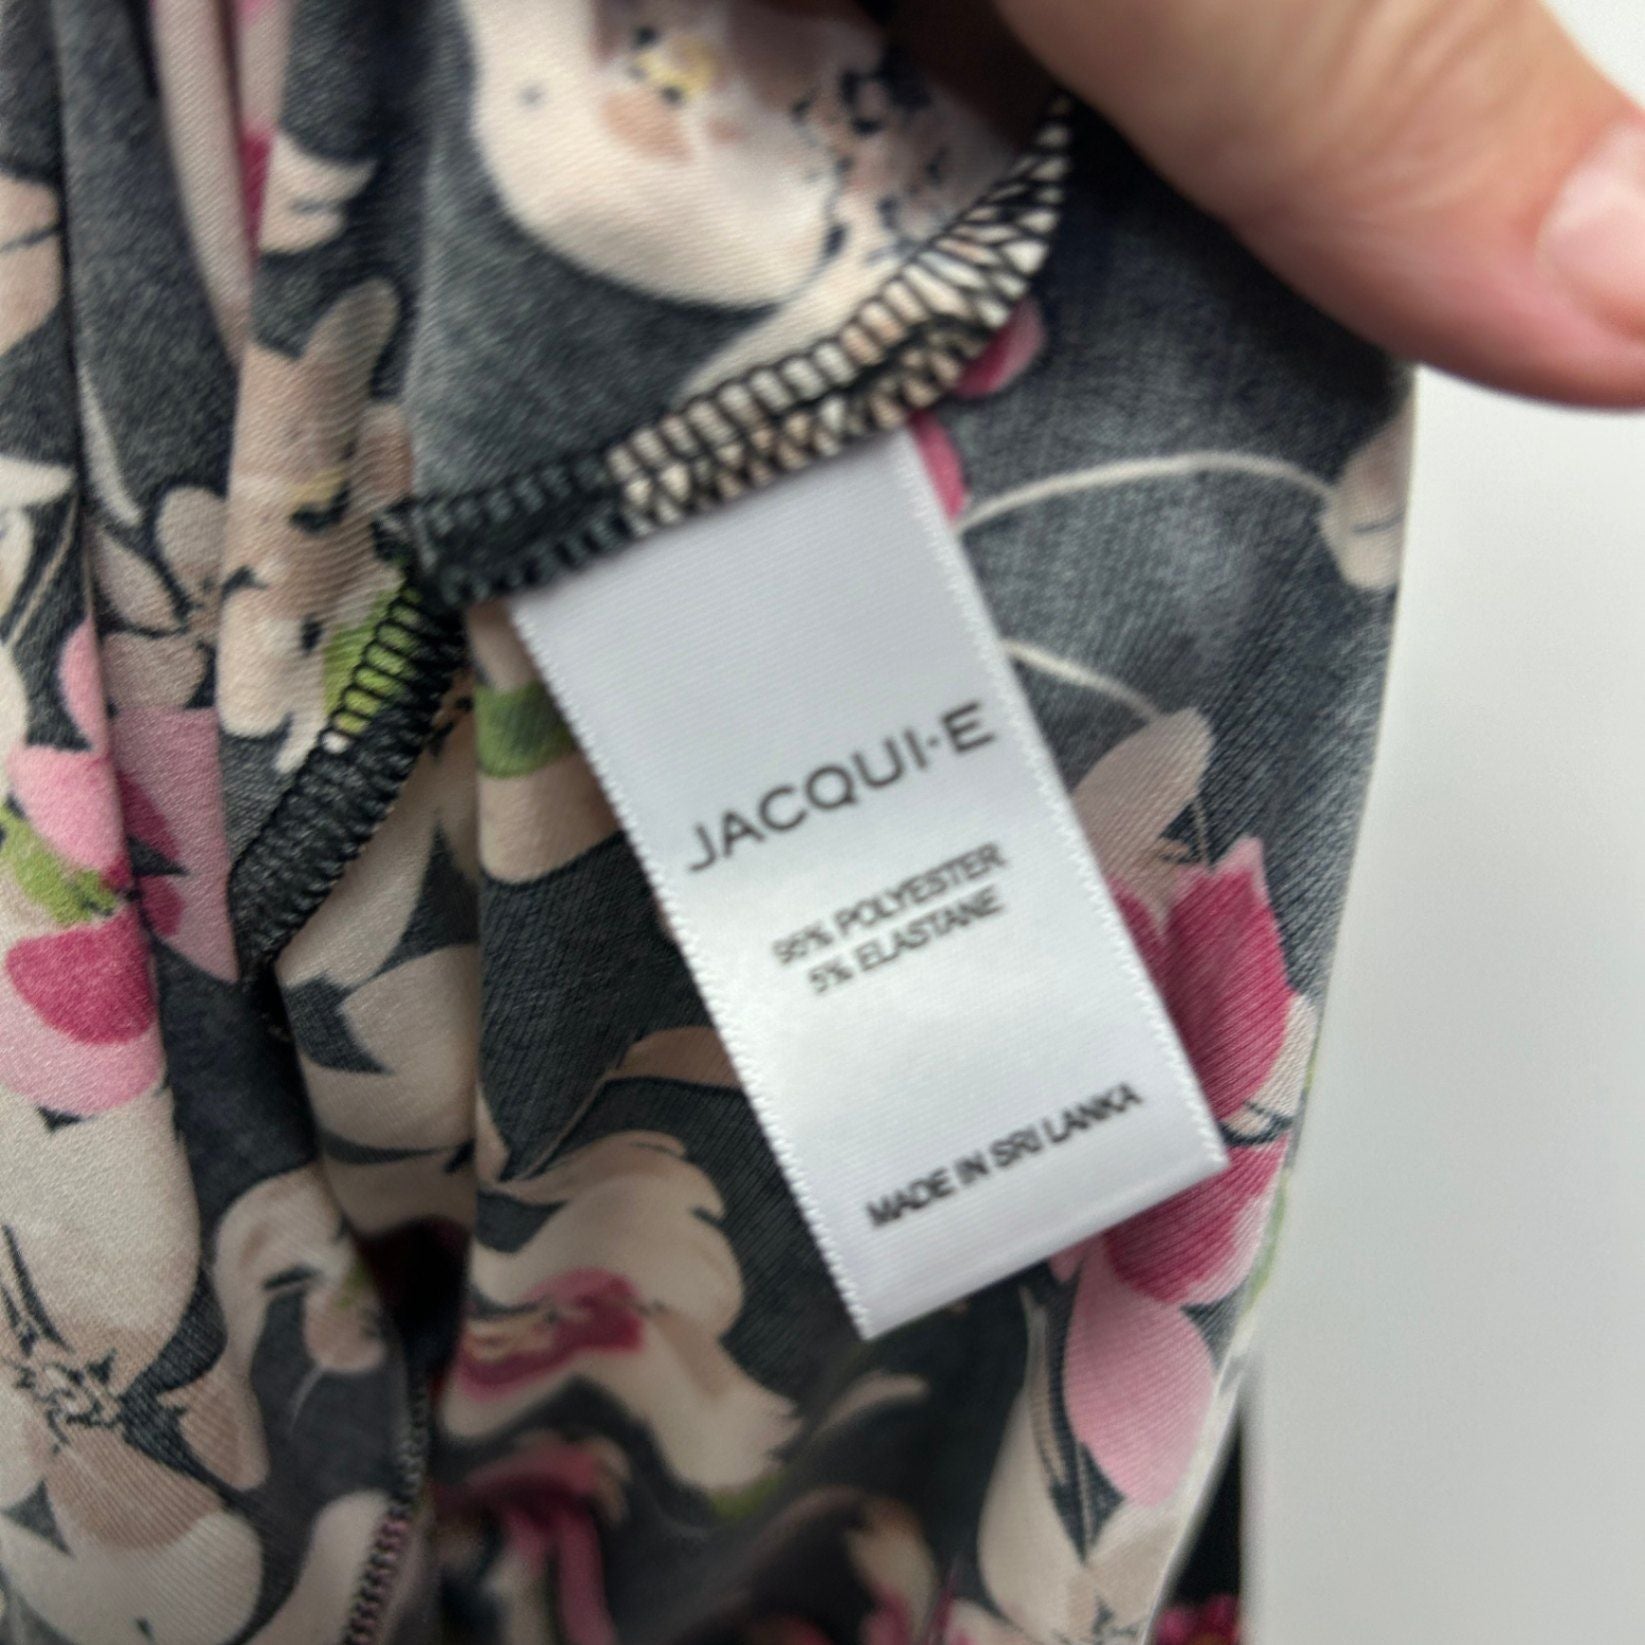 JACQUI·E
95% POLYESTER
5% ELASTANE
MADE IN SRI LANKA